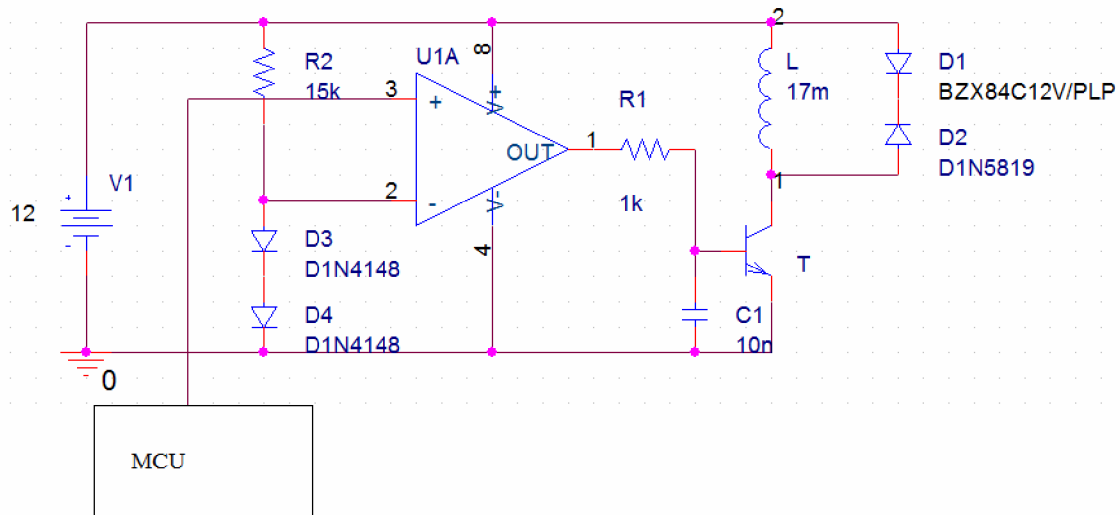 2
U1A
8
R2
15k
3
+
V+
R1
L
17m
D1
BZX84C12V/PLP
OUT
1
D2
D1N5819
V1
12
+
-
2
-
V-
1k
1
4
D3
D1N4148
T
D4
D1N4148
C1
10n
0
MCU